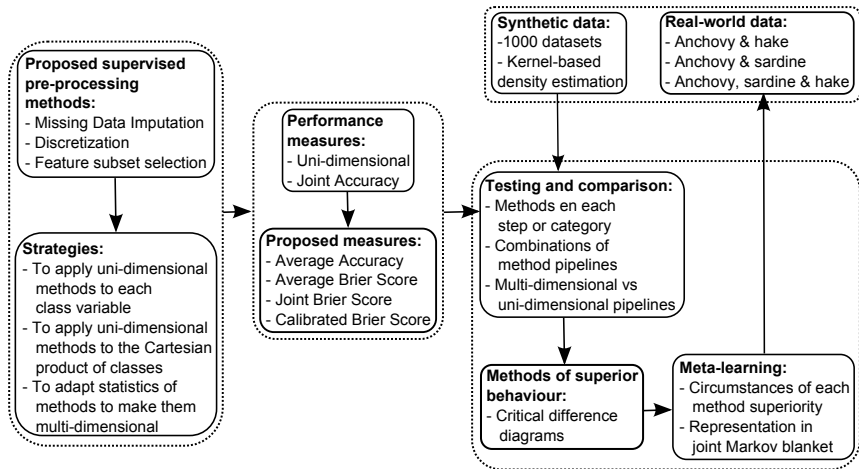 Proposed supervised
pre-processing
methods:
- Missing Data Imputation
- Discretization
- Feature subset selection
Strategies:
- To apply uni-dimensional
methods to each
class variable
- To apply uni-dimensional
methods to the Cartesian
product of classes
- To adapt statistics of
methods to make them
multi-dimensional
Performance
measures:
- Uni-dimensional
- Joint Accuracy
Proposed measures:
- Average Accuracy
- Average Brier Score
- Joint Brier Score
- Calibrated Brier Score
Synthetic data:
-1000 datasets
- Kernel-based
density estimation
Real-world data:
- Anchovy & hake
- Anchovy & sardine
- Anchovy, sardine & hake
Testing and comparison:
- Methods en each
step or category
- Combinations of
method pipelines
- Multi-dimensional vs
uni-dimensional pipelines
Methods of superior
behaviour:
- Critical difference
diagrams
Meta-learning:
- Circumstances of each
method superiority
- Representation in
joint Markov blanket